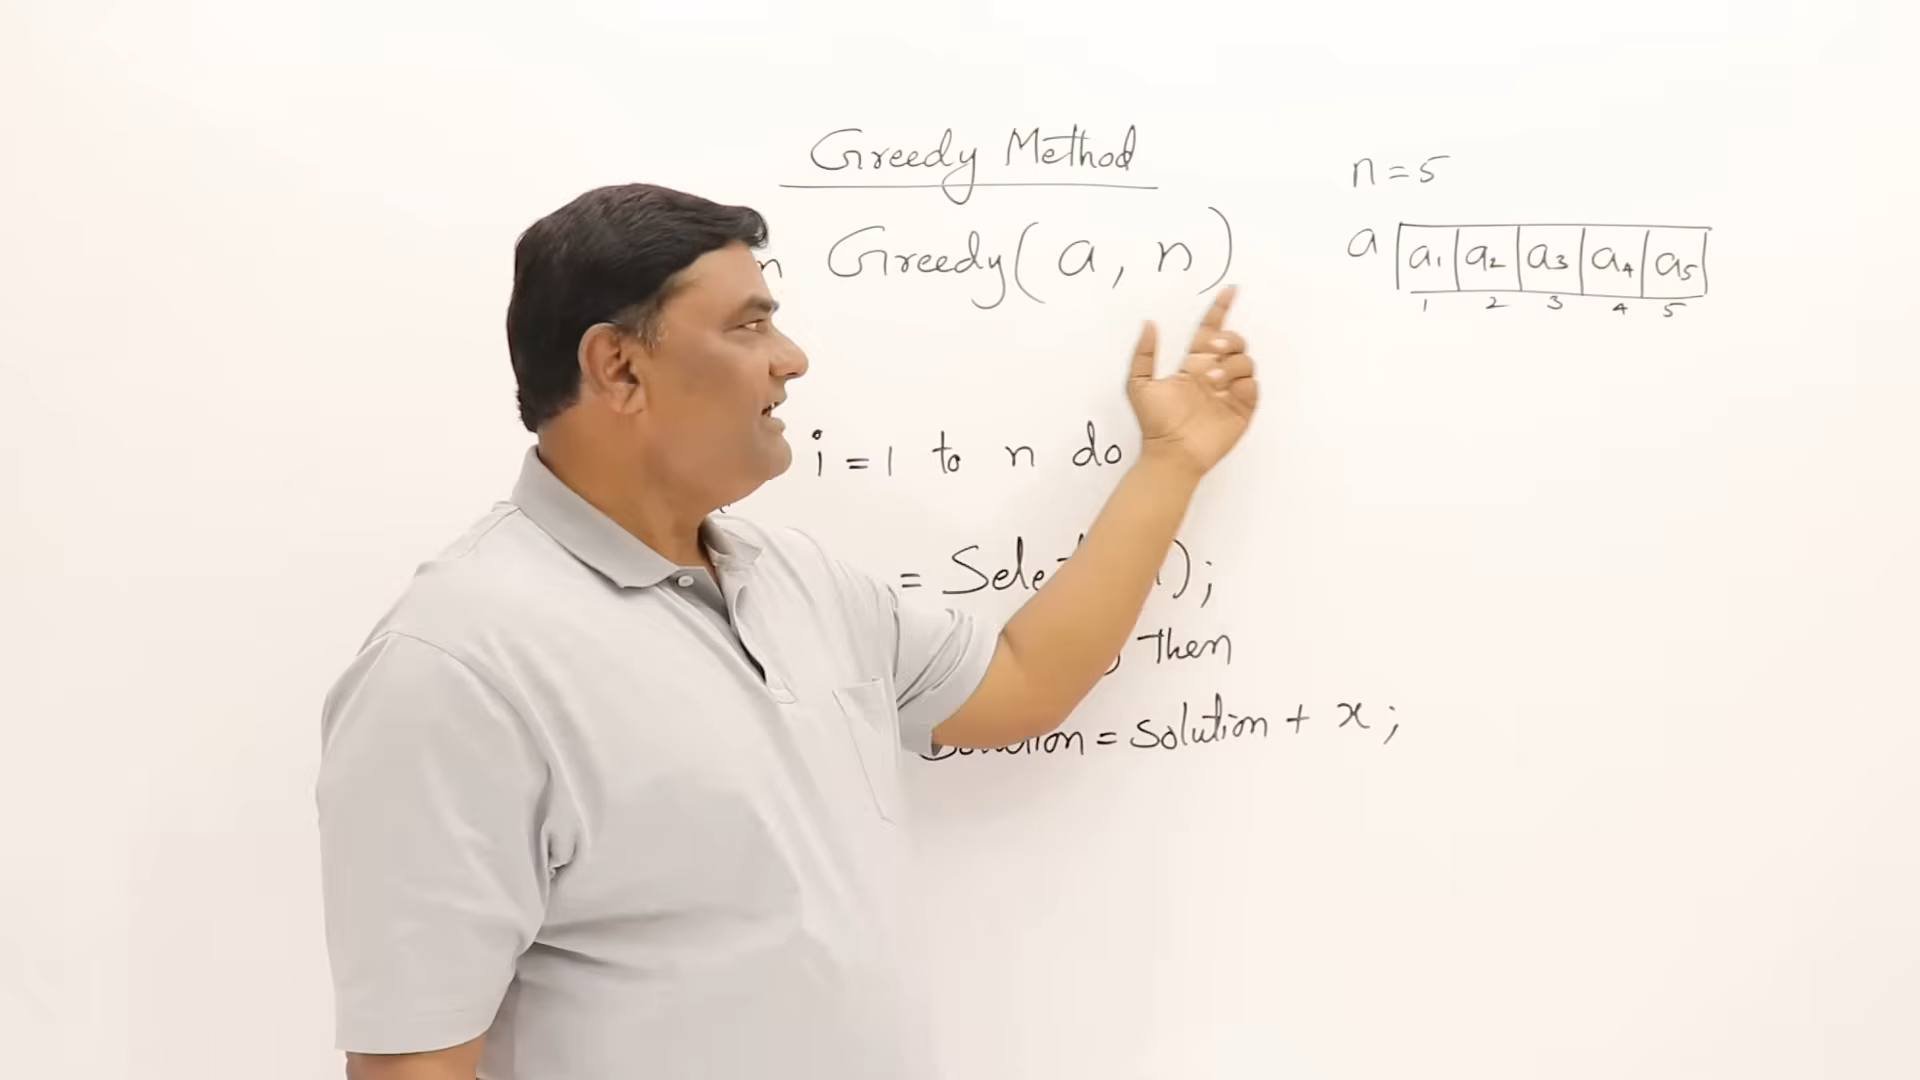 Greedy Method
n Greedy(a, n)
i=1 to n do
= Select
);
then
= Solution + x;
n=5
a a1 a2 a3 a4 a5
1 2 3 4 5